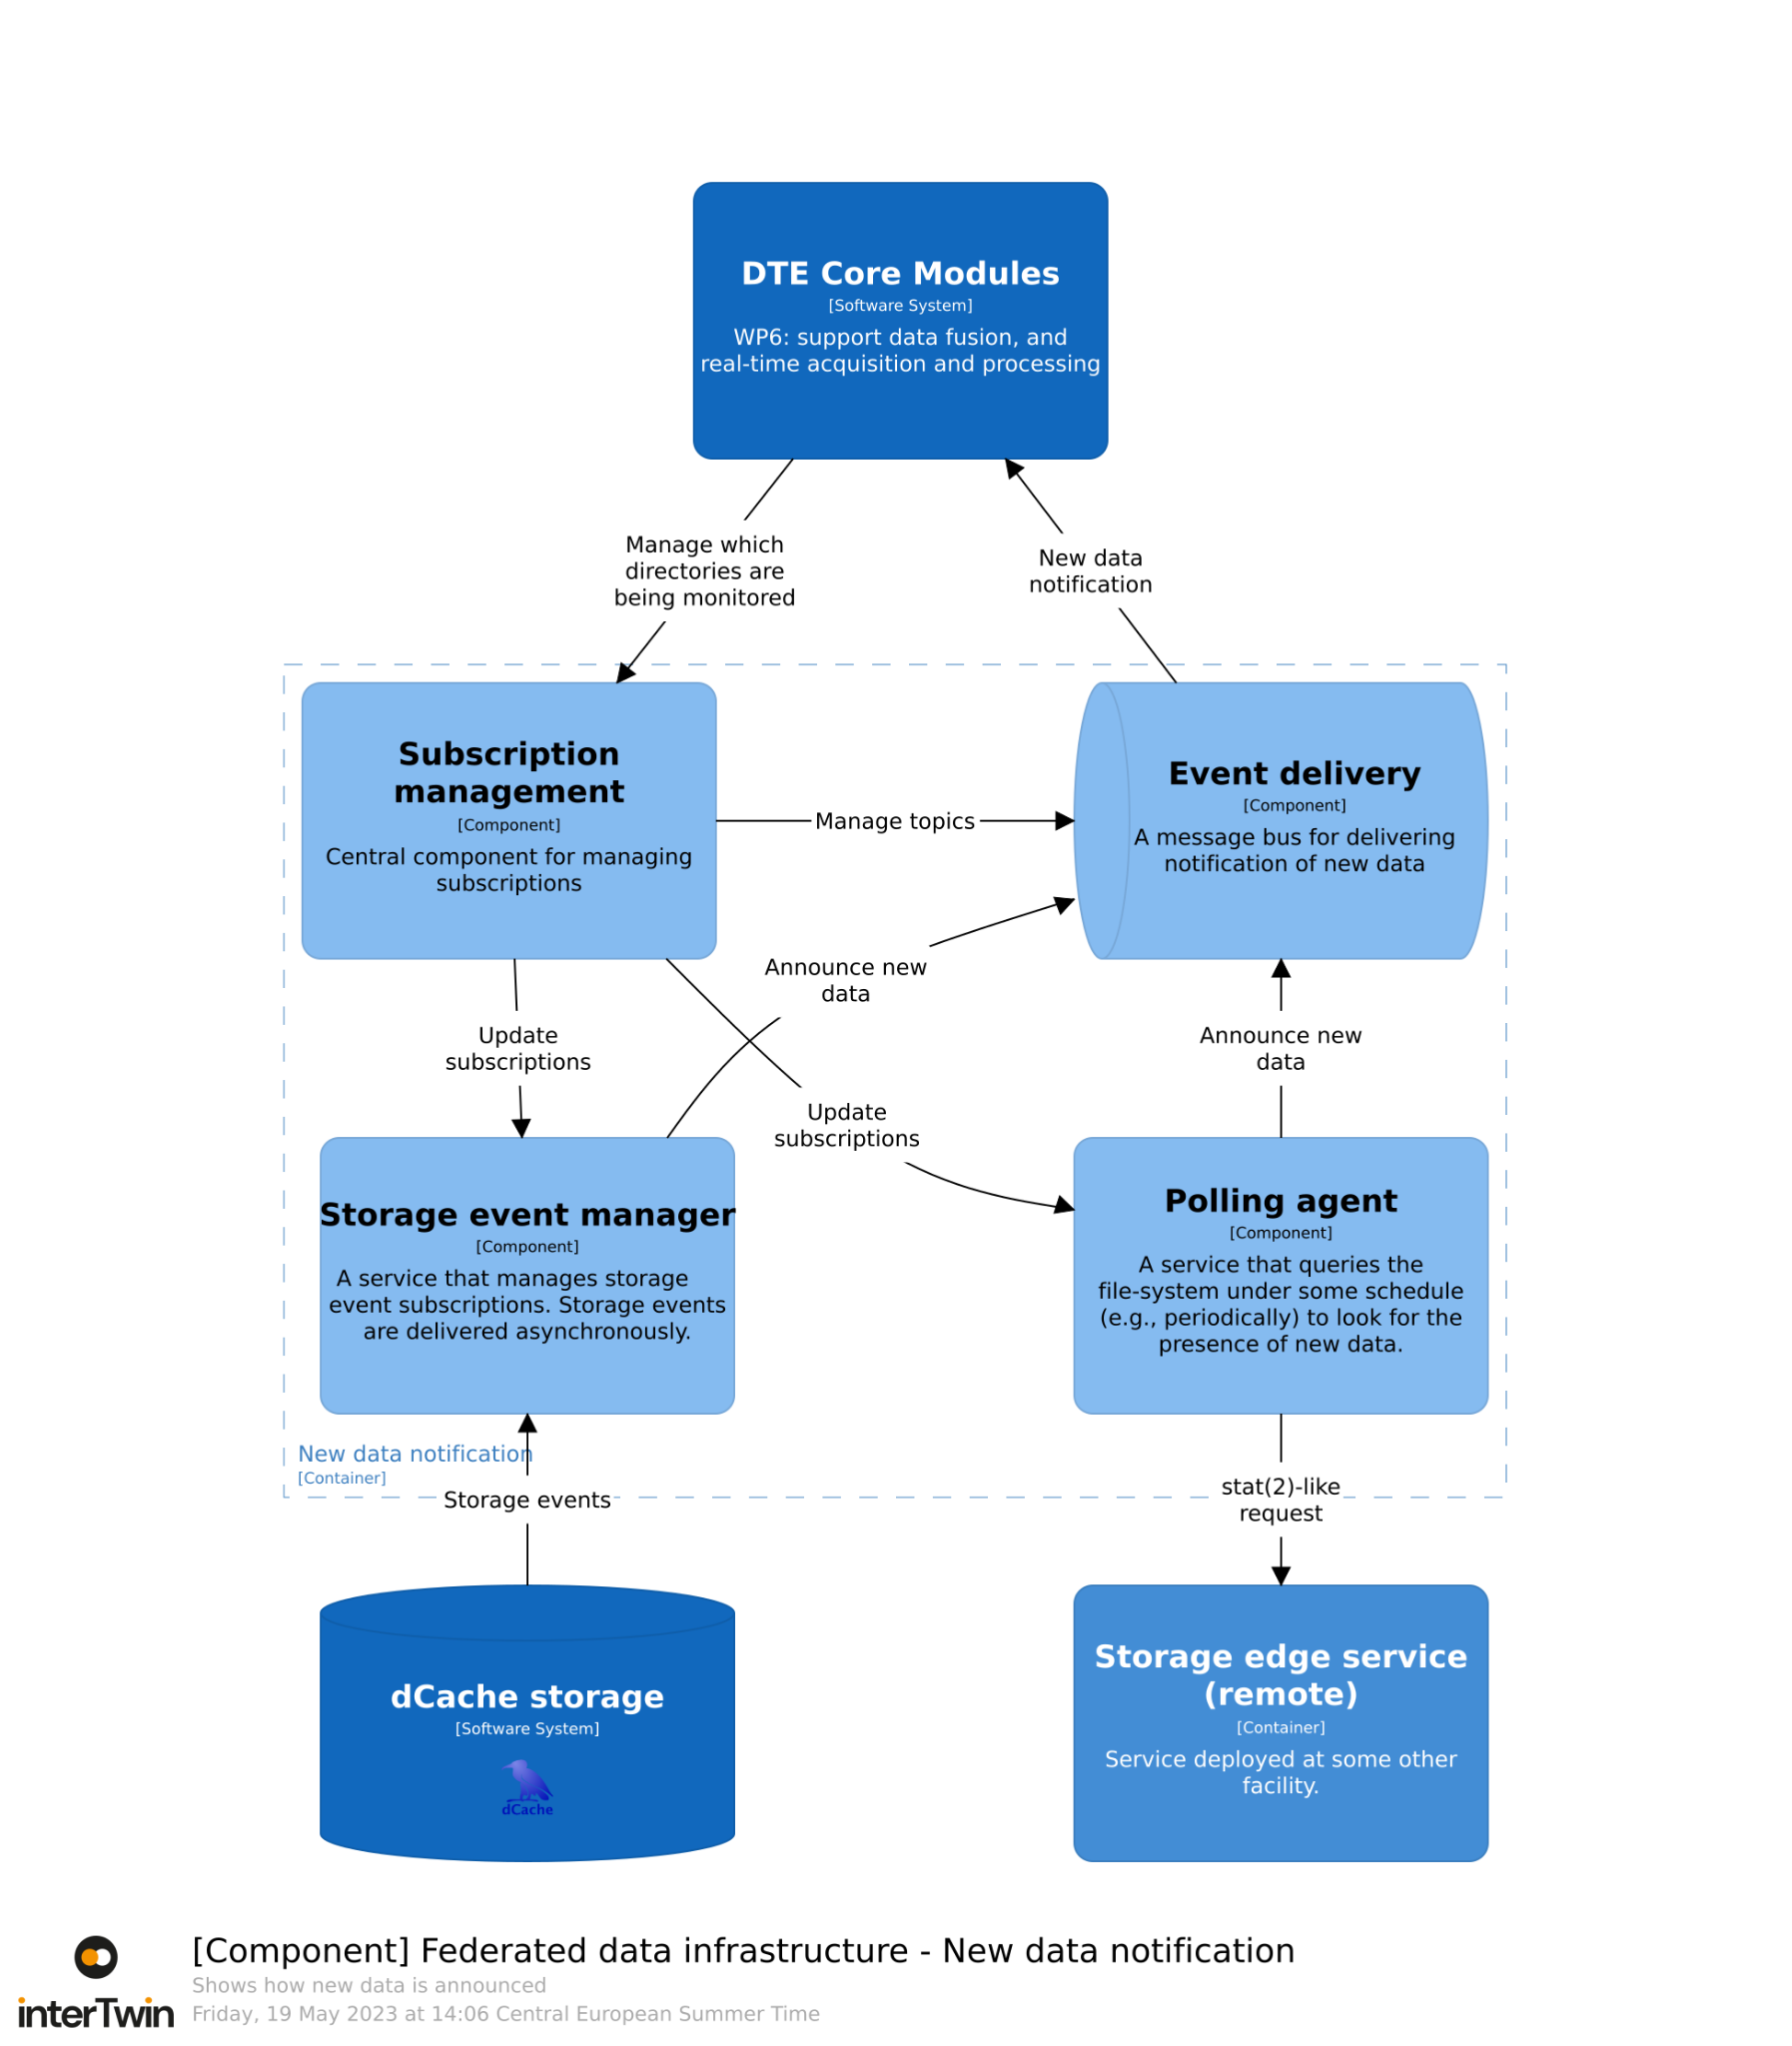 DTE Core Modules
[Software System]
WP6: support data fusion, and
real-time acquisition and processing
Manage which
directories are
being monitored
New data
notification
Subscription
management
[Component]
Central component for managing
subscriptions
Manage topics
Event delivery
[Component]
A message bus for delivering
notification of new data
Announce new
data
Update
subscriptions
Announce new
data
Update
subscriptions
Storage event manager
[Component]
A service that manages storage
event subscriptions. Storage events
are delivered asynchronously.
Polling agent
[Component]
A service that queries the
file-system under some schedule
(e.g., periodically) to look for the
presence of new data.
New data notification
[Container]
Storage events
stat(2)-like
request
dCache storage
[Software System]
dCache
Storage edge service
(remote)
[Container]
Service deployed at some other
facility.
[Component] Federated data infrastructure - New data notification
Shows how new data is announced
Friday, 19 May 2023 at 14:06 Central European Summer Time
interTwin